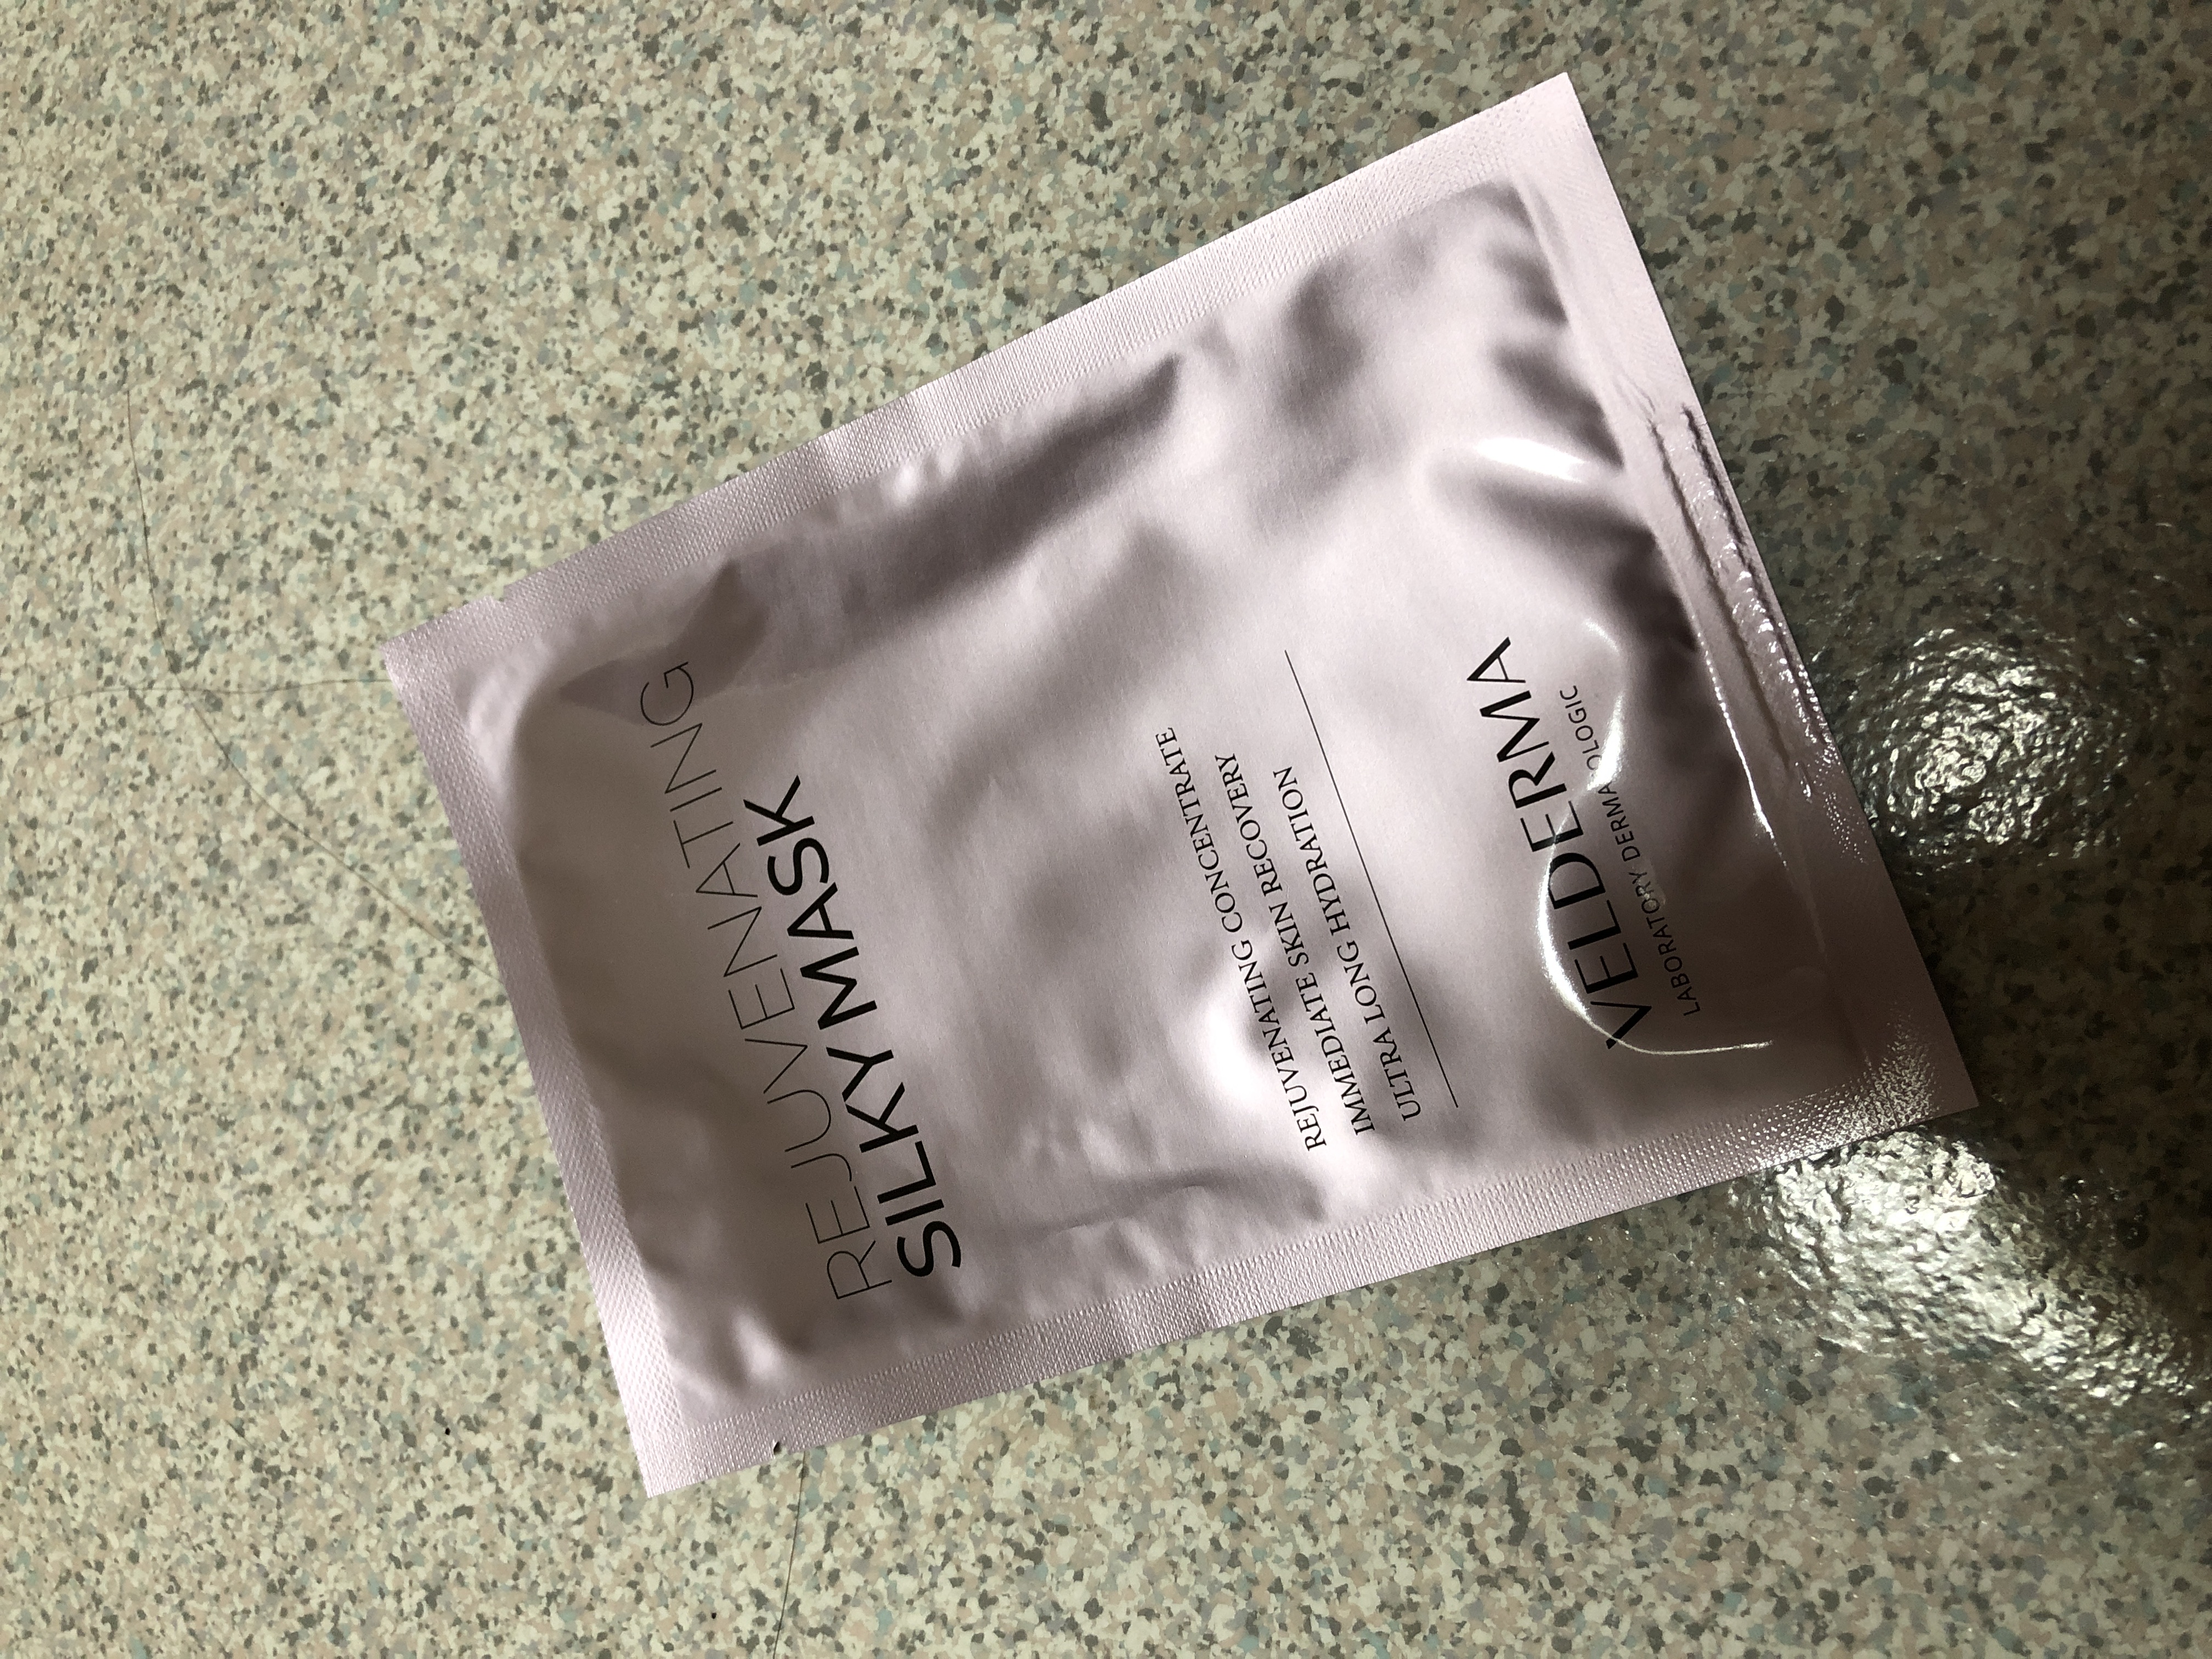 REJUVENATING
SILKY MASK
REJUVENATING CONCENTRATE
IMMEDIATE SKIN RECOVERY
ULTRA LONG HYDRATION
VELDERMA
LABORATORY DERMATOLOGIC